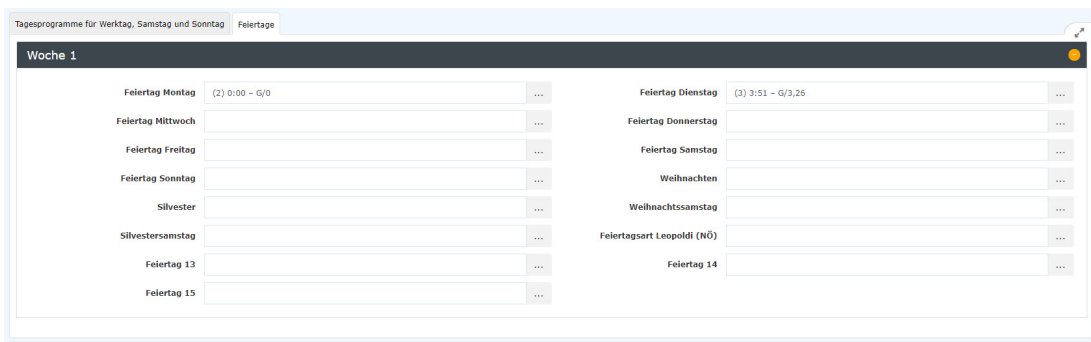 Tagesprogramme für Werktag, Samstag und Sonntag Feiertage
Woche 1
Feiertag Montag (2) 0:00 – G/0 ... Feiertag Dienstag (3) 3:51 – G/3,26 ...
Feiertag Mittwoch ... Feiertag Donnerstag ...
Feiertag Freitag ... Feiertag Samstag ...
Feiertag Sonntag ... Weihnachten ...
Silvester ... Weihnachtssamstag ...
Silvestersamstag ... Feiertagsart Leopoldi (NÖ) ...
Feiertag 13 ... Feiertag 14 ...
Feiertag 15 ...